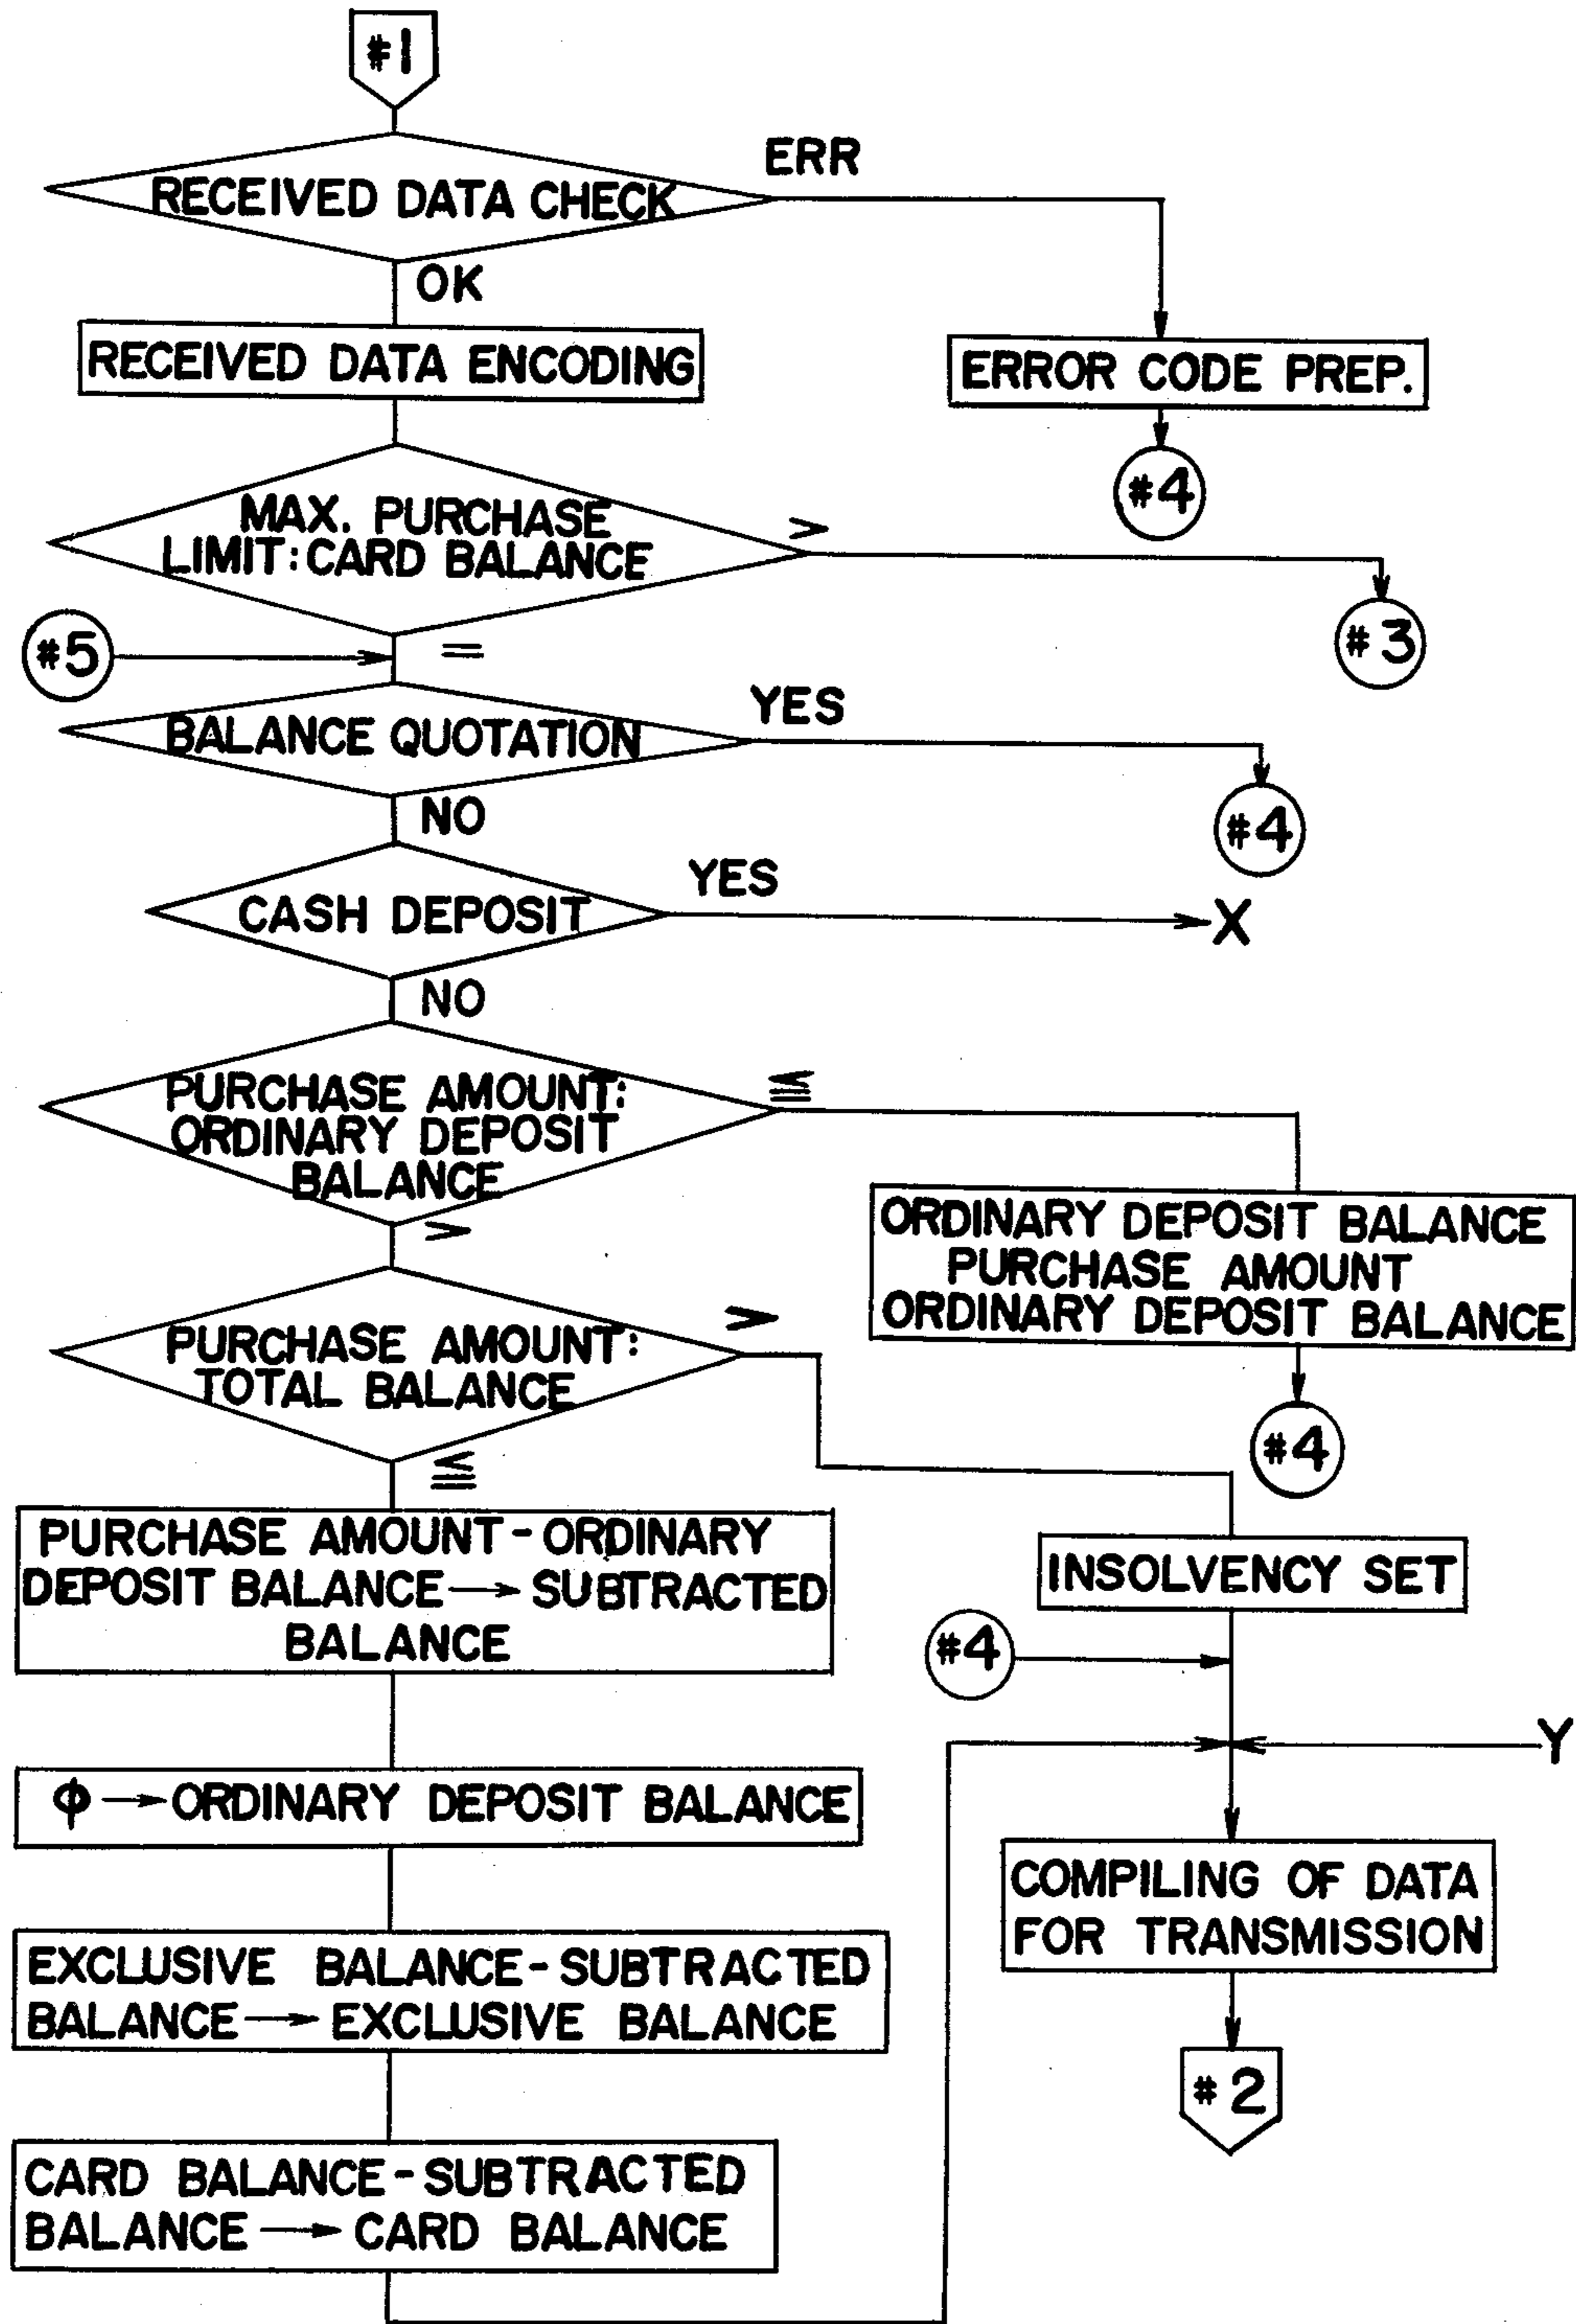 #1
ERR
RECEIVED DATA CHECK
OK
RECEIVED DATA ENCODING
ERROR CODE PREP.
#4
MAX. PURCHASE
LIMIT:CARD BALANCE
>
#3
#5
=
BALANCE QUOTATION
YES
#4
NO
CASH DEPOSIT
YES
X
NO
PURCHASE AMOUNT:
ORDINARY DEPOSIT
BALANCE
≦
>
ORDINARY DEPOSIT BALANCE
PURCHASE AMOUNT
ORDINARY DEPOSIT BALANCE
#4
PURCHASE AMOUNT:
TOTAL BALANCE
>
≦
PURCHASE AMOUNT-ORDINARY
DEPOSIT BALANCE→SUBTRACTED
BALANCE
INSOLVENCY SET
#4
Y
ϕ→ORDINARY DEPOSIT BALANCE
COMPILING OF DATA
FOR TRANSMISSION
EXCLUSIVE BALANCE-SUBTRACTED
BALANCE→EXCLUSIVE BALANCE
#2
CARD BALANCE-SUBTRACTED
BALANCE→CARD BALANCE